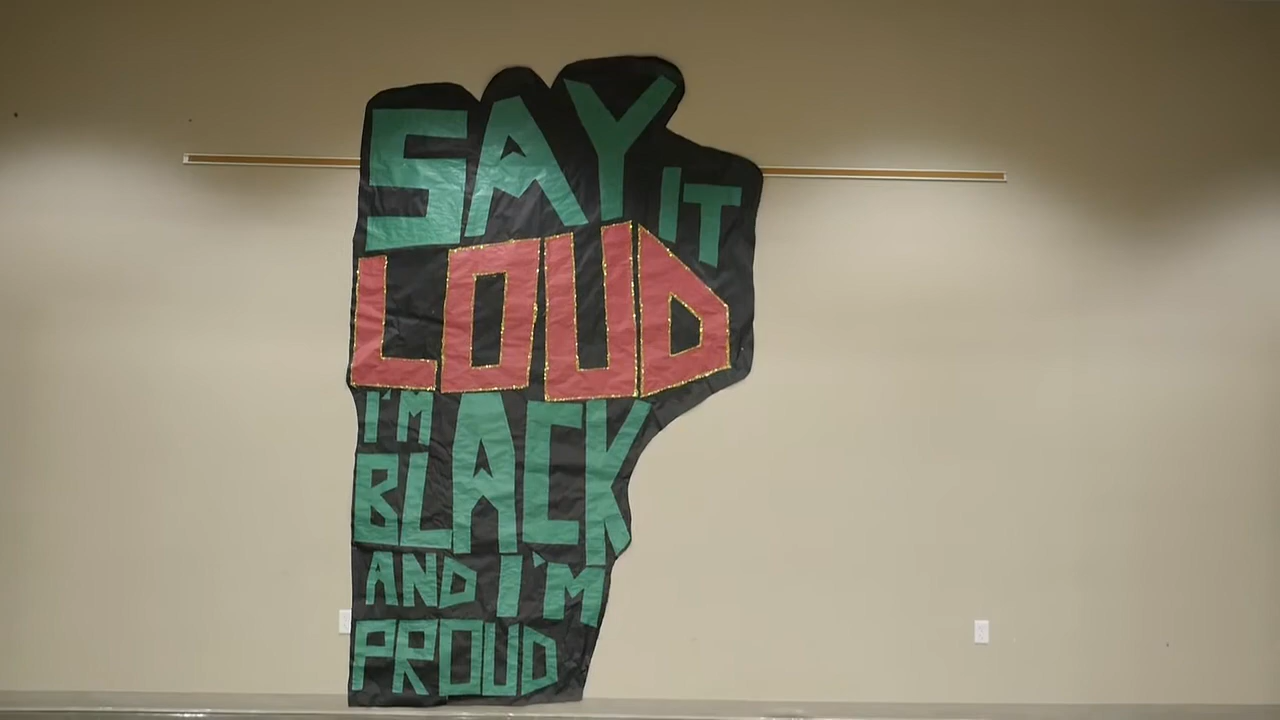 SAY IT
LOUD
I'M
BLACK
AND I'M
PROUD